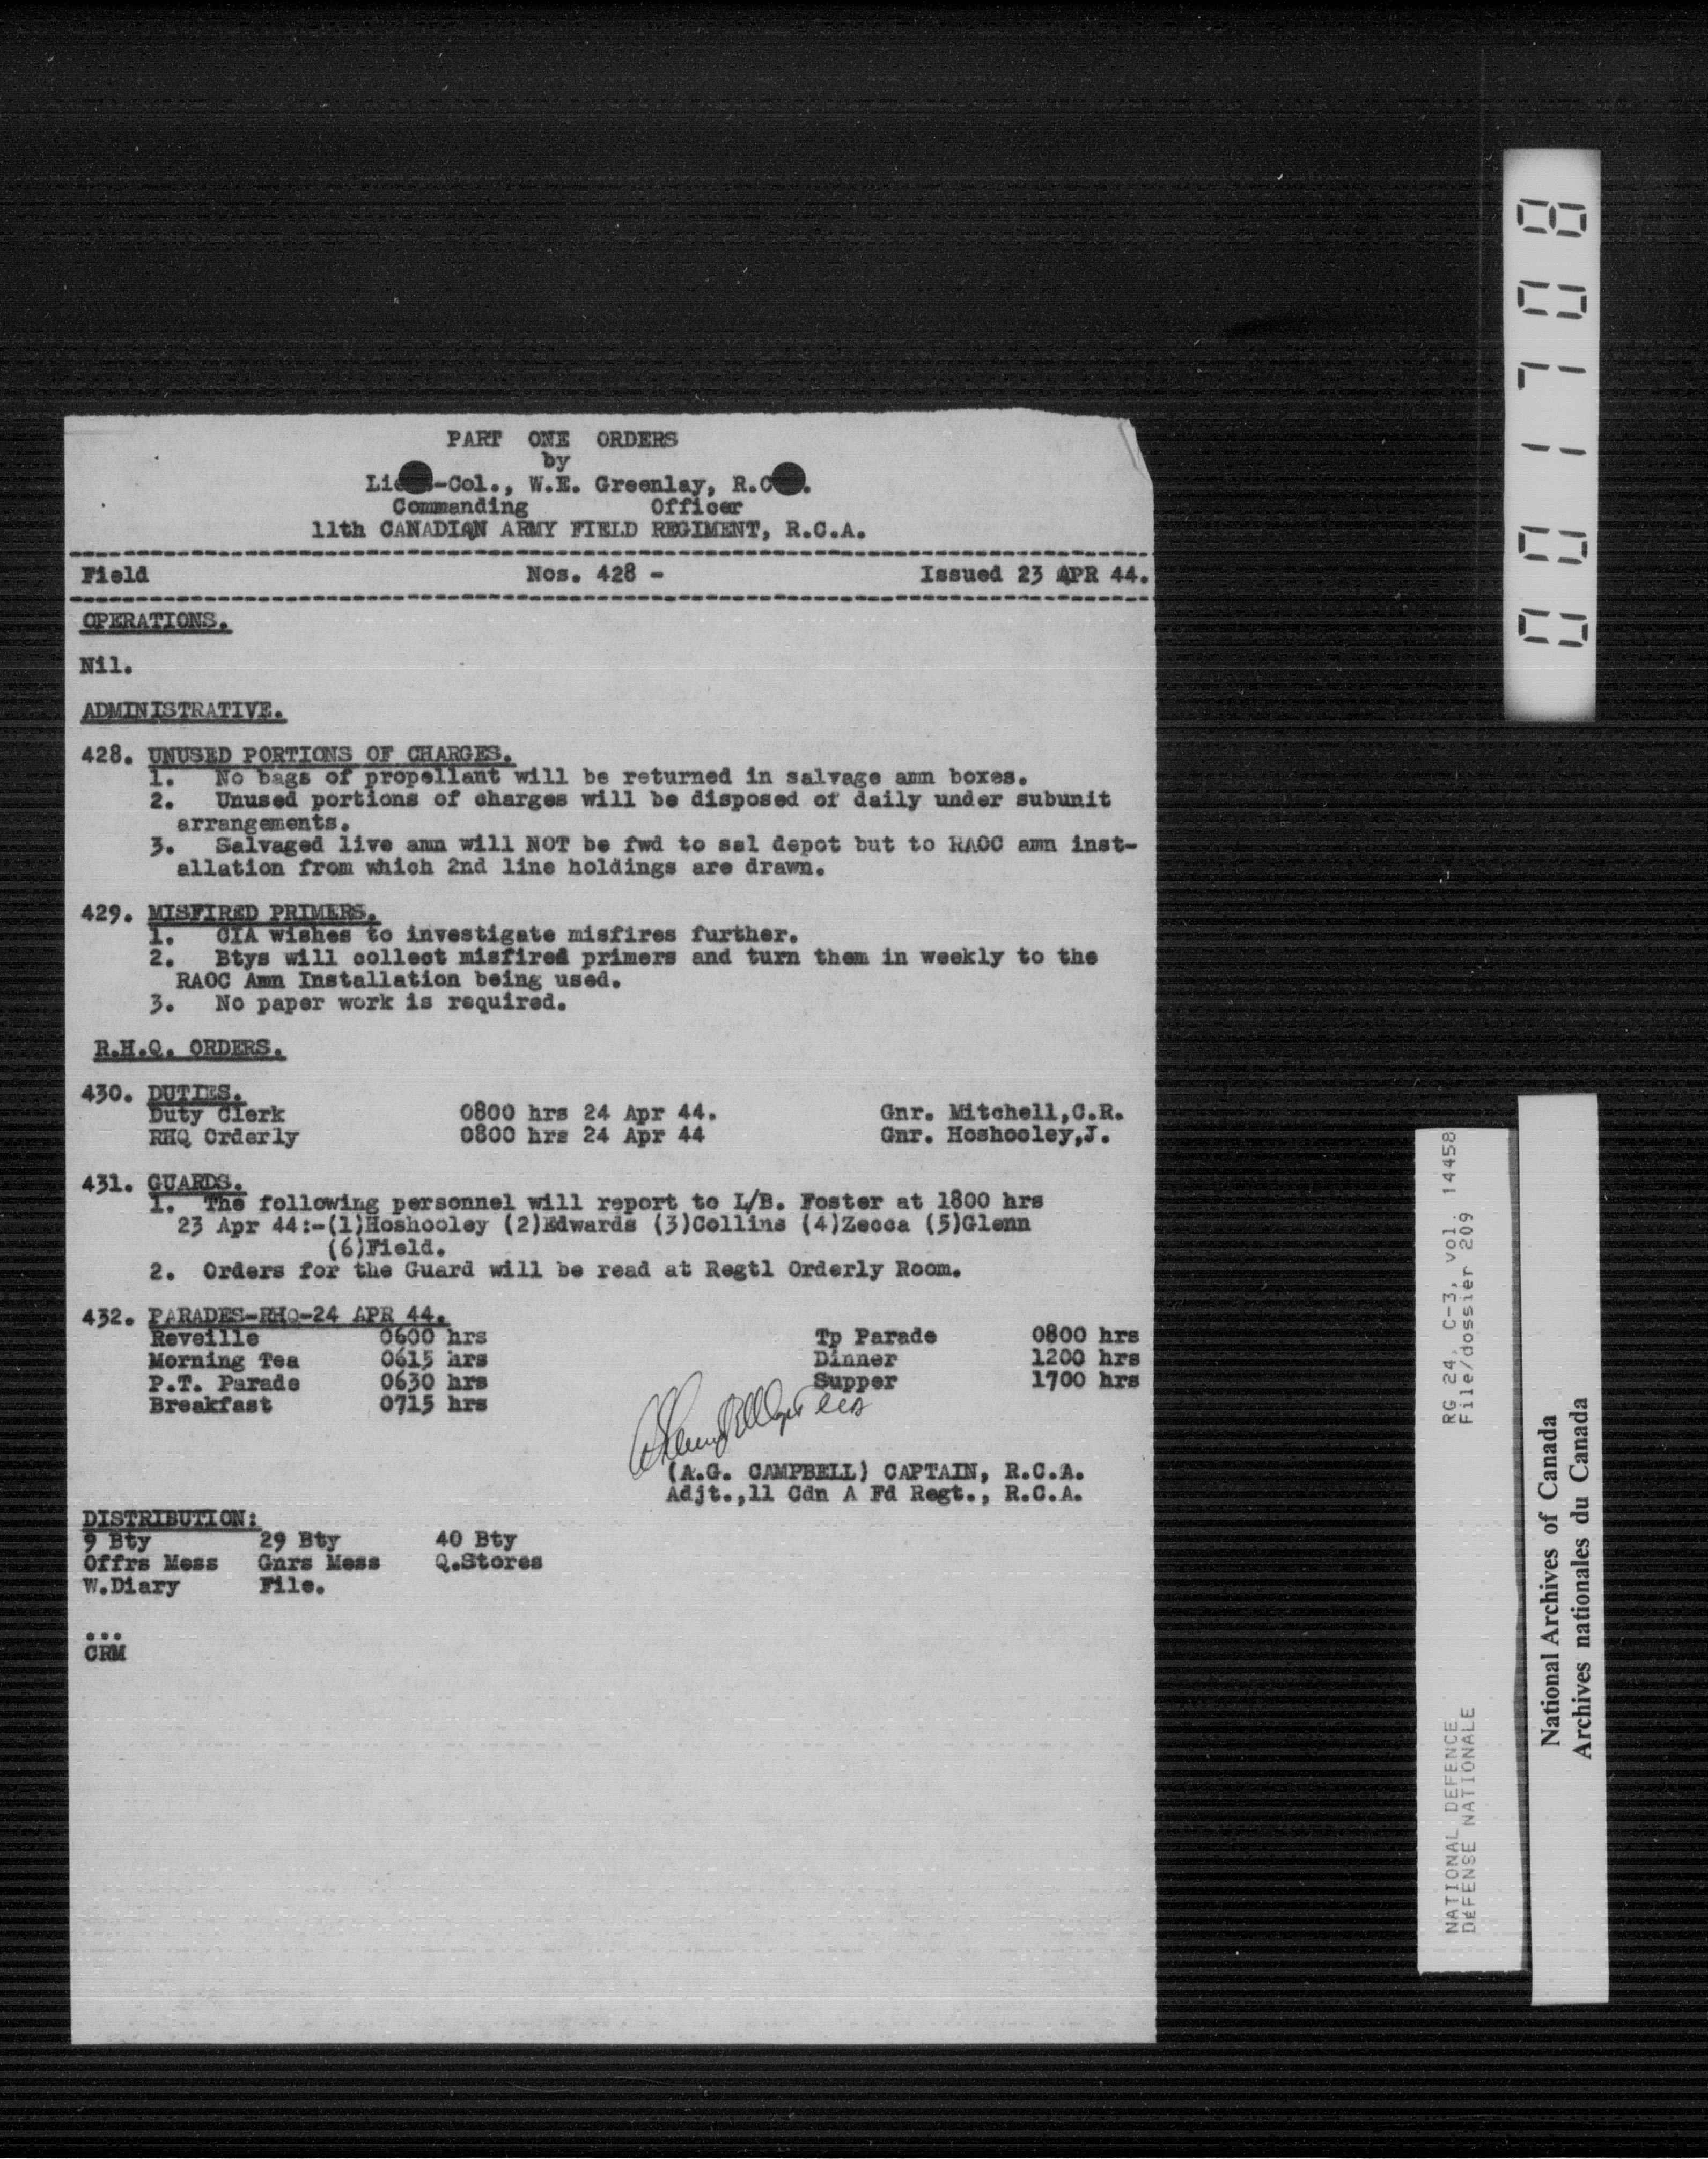 PART ONE ORDERS
by
Lie -Col., W.E. Greenlay, R.C .
Commanding Officer
11th CANADIAN ARMY FIELD REGIMENT, R.C.A.
Field Nos. 428 - Issued 23 APR 44.
OPERATIONS.
Nil.
ADMINISTRATIVE.
428. UNUSED PORTIONS OF CHARGES.
1. No bags of propellant will be returned in salvage amn boxes.
2. Unused portions of charges will be disposed of daily under subunit
arrangements.
3. Salvaged live amn will NOT be fwd to sal depot but to RAOC amn inst-
allation from which 2nd line holdings are drawn.
429. MISFIRED PRIMERS.
1. CIA wishes to investigate misfires further.
2. Btys will collect misfired primers and turn them in weekly to the
RAOC Amn Installation being used.
3. No paper work is required.
R.H.Q. ORDERS.
430. DUTIES.
Duty Clerk 0800 hrs 24 Apr 44. Gnr. Mitchell,C.R.
RHQ Orderly 0800 hrs 24 Apr 44 Gnr. Hoshooley,J.
431. GUARDS.
1. The following personnel will report to L/B. Foster at 1800 hrs
23 Apr 44:-(1)Hoshooley (2)Edwards (3)Collins (4)Zecca (5)Glenn
(6)Field.
2. Orders for the Guard will be read at Regtl Orderly Room.
432. PARADES-RHQ-24 APR 44.
Reveille 0600 hrs Tp Parade 0800 hrs
Morning Tea 0615 hrs Dinner 1200 hrs
P.T. Parade 0630 hrs Supper 1700 hrs
Breakfast 0715 hrs
(A.G. CAMPBELL) CAPTAIN, R.C.A.
Adjt.,11 Cdn A Fd Regt., R.C.A.
DISTRIBUTION:
9 Bty 29 Bty 40 Bty
Offrs Mess Gnrs Mess Q.Stores
W.Diary File.
...
CRM
001708
NATIONAL DEFENCE RG 24, C-3, vol. 14458
DéFENSE NATIONALE File/dossier 209
National Archives of Canada
Archives nationales du Canada